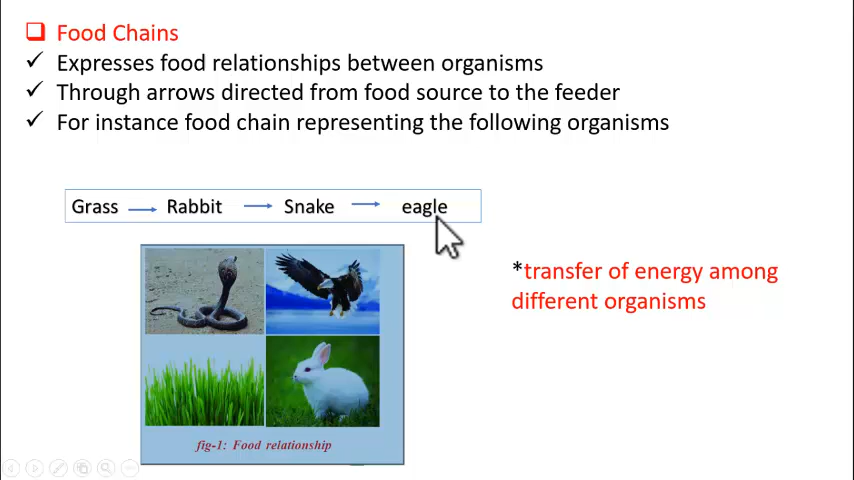 Food Chains
Expresses food relationships between organisms
Through arrows directed from food source to the feeder
For instance food chain representing the following organisms
Grass → Rabbit → Snake → eagle
*transfer of energy among
different organisms
fig-1: Food relationship